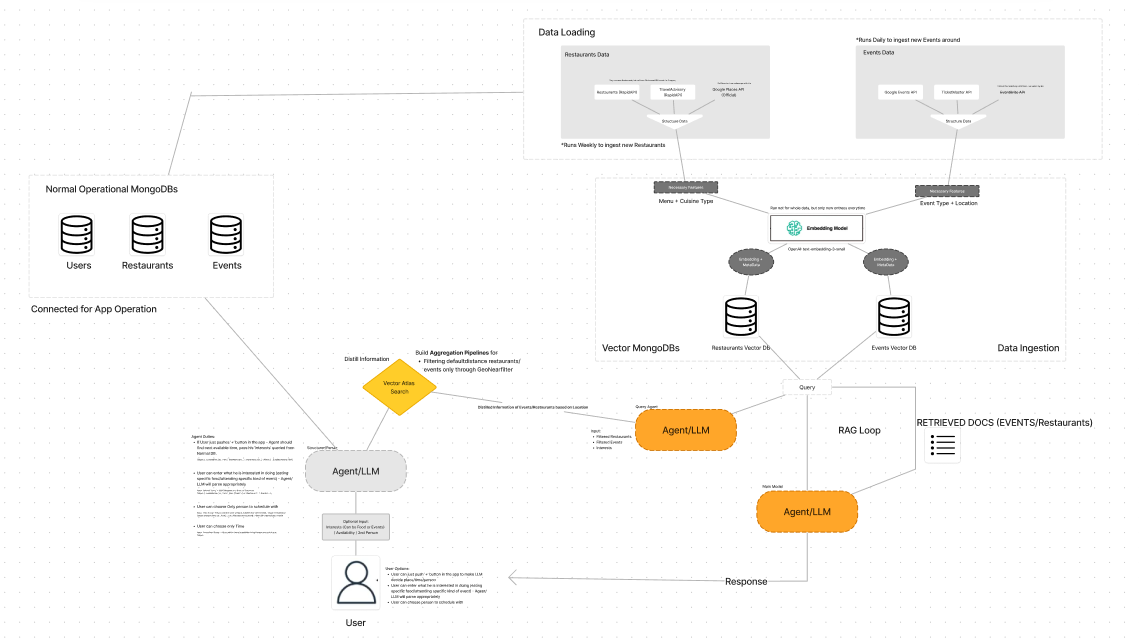 Data Loading
*Runs Daily to ingest new Events around
Restaurants Data
Restaurants (RapidAPI)
TravelAdvisory
(RapidAPI)
Google Places API
(Official)
Structure Data
*Runs Weekly to ingest new Restaurants
Events Data
Google Events API
TicketMaster API
Eventbrite API
Structure Data
Normal Operational MongoDBs
Users
Restaurants
Events
Connected for App Operation
Necessary Features
Menu + Cuisine Type
Necessary Features
Event Type + Location
Embedding Model
OpenAI text-embedding-3-small
Embedding +
MetaData
Embedding +
MetaData
Restaurants Vector DB
Events Vector DB
Vector MongoDBs
Data Ingestion
Distill Information
Build Aggregation Pipelines for
• Filtering defaultdistance restaurants/
events only through GeoNearfilter
Vector Atlas
Search
Distilled Information of Events/Restaurants based on Location
Query Agent
Agent/LLM
Input:
• Filtered Restaurants
• Filtered Events
• Interests
Query
RAG Loop
RETRIEVED DOCS (EVENTS/Restaurants)
Main Model
Agent/LLM
Response
Agent Duties:
• If User just pushes '+' button in the app - Agent should
find next available time, pass his 'interests' queried from
Normal DB.
• User can enter what he is interested in doing (eating
specific food/attending specific kind of event) - Agent/
LLM will parse appropriately
• User can choose Only person to schedule with
• User can choose only Time
Agent/LLM
Optional Input:
Interests (Can be Food or Events)
| Availability | 2nd Person
User Options:
• User can just push '+' button in the app to make LLM
decide place/time/person
• User can enter what he is interested in doing (eating
specific food/attending specific kind of event) - Agent/
LLM will parse appropriately
• User can choose person to schedule with
User